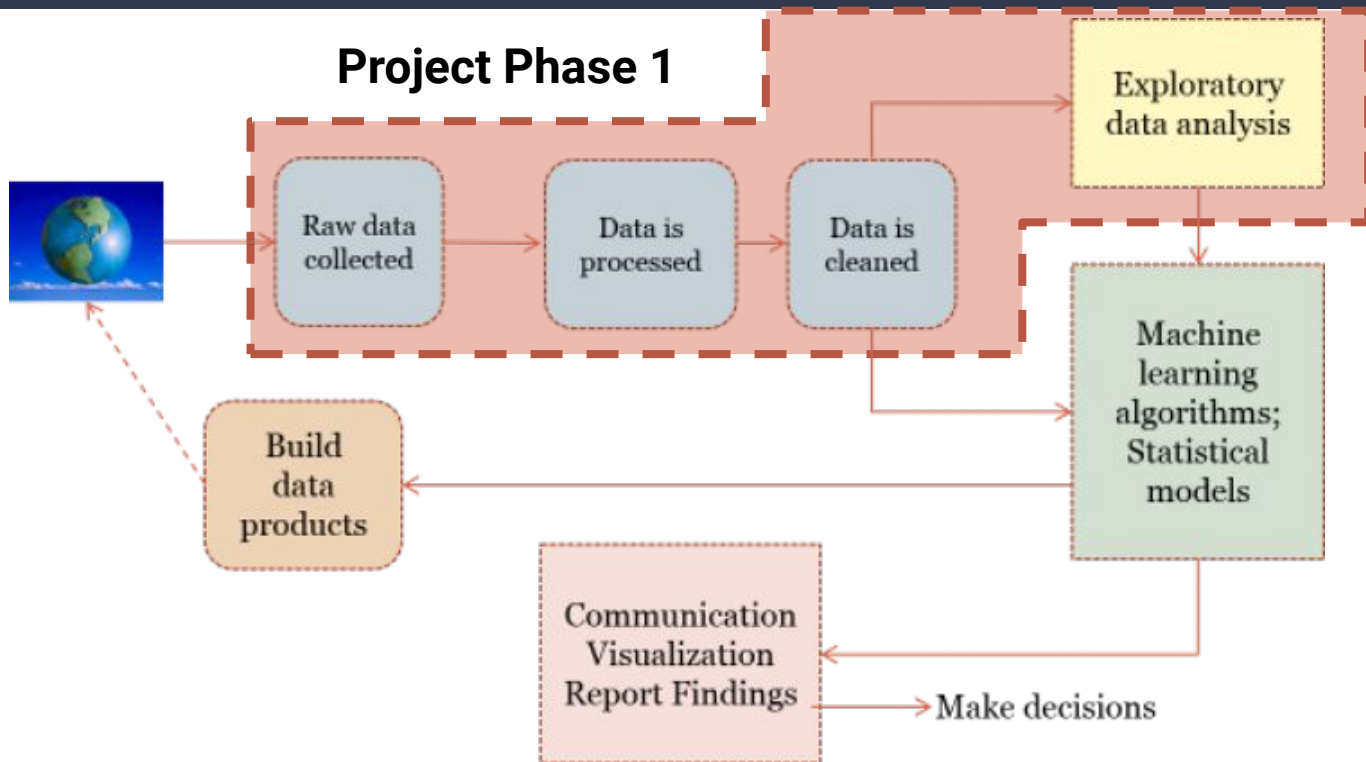 Project Phase 1
Exploratory
data analysis
Raw data
collected
Data is
processed
Data is
cleaned
Machine
learning
algorithms;
Statistical
models
Build
data
products
Communication
Visualization
Report Findings
Make decisions